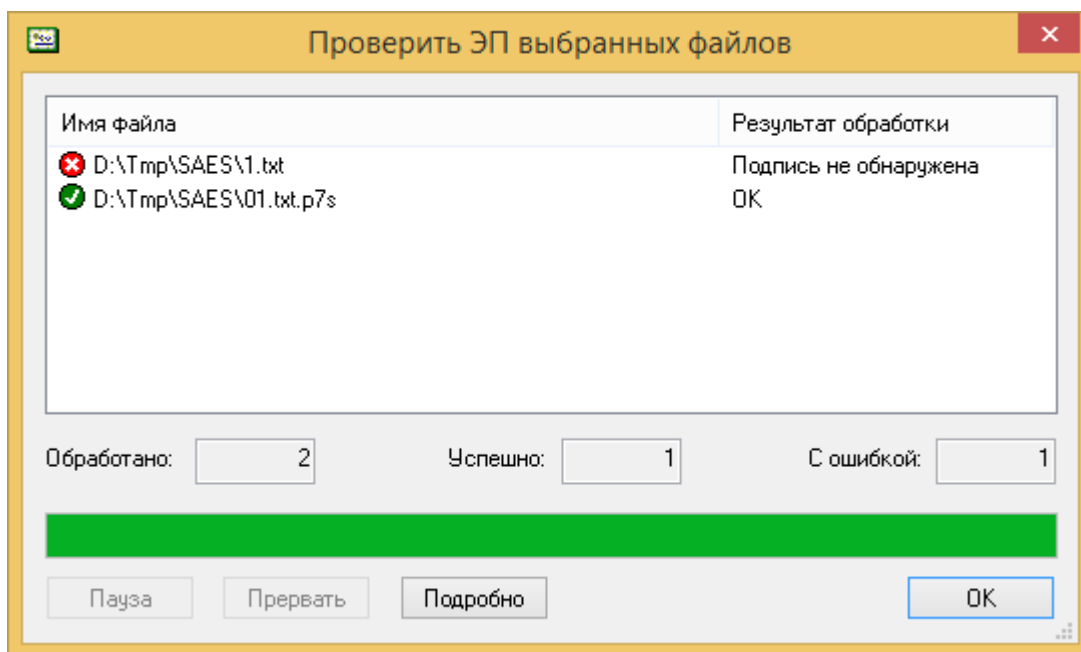 Проверить ЭП выбранных файлов
Имя файла Результат обработки
D:\Tmp\SAES\1.txt Подпись не обнаружена
D:\Tmp\SAES\01.txt.p7s OK
Обработано: 2 Успешно: 1 С ошибкой: 1
Пауза Прервать Подробно OK